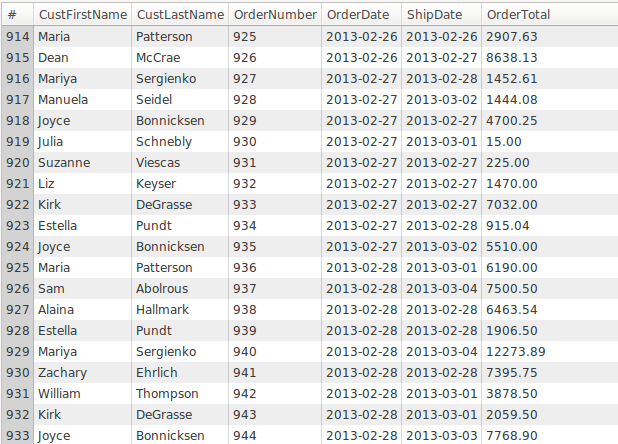 # CustFirstName CustLastName OrderNumber OrderDate ShipDate OrderTotal
914 Maria Patterson 925 2013-02-26 2013-02-26 2907.63
915 Dean McCrae 926 2013-02-26 2013-02-27 8638.13
916 Mariya Sergienko 927 2013-02-27 2013-02-28 1452.61
917 Manuela Seidel 928 2013-02-27 2013-03-02 1444.08
918 Joyce Bonnicksen 929 2013-02-27 2013-02-27 4700.25
919 Julia Schnebly 930 2013-02-27 2013-03-01 15.00
920 Suzanne Viescas 931 2013-02-27 2013-02-27 225.00
921 Liz Keyser 932 2013-02-27 2013-02-27 1470.00
922 Kirk DeGrasse 933 2013-02-27 2013-02-27 7032.00
923 Estella Pundt 934 2013-02-27 2013-02-28 915.04
924 Joyce Bonnicksen 935 2013-02-27 2013-03-02 5510.00
925 Maria Patterson 936 2013-02-28 2013-03-01 6190.00
926 Sam Abolrous 937 2013-02-28 2013-03-04 7500.50
927 Alaina Hallmark 938 2013-02-28 2013-02-28 6463.54
928 Estella Pundt 939 2013-02-28 2013-02-28 1906.50
929 Mariya Sergienko 940 2013-02-28 2013-03-04 12273.89
930 Zachary Ehrlich 941 2013-02-28 2013-02-28 7395.75
931 William Thompson 942 2013-02-28 2013-03-01 3878.50
932 Kirk DeGrasse 943 2013-02-28 2013-03-01 2059.50
933 Joyce Bonnicksen 944 2013-02-28 2013-03-03 7768.90